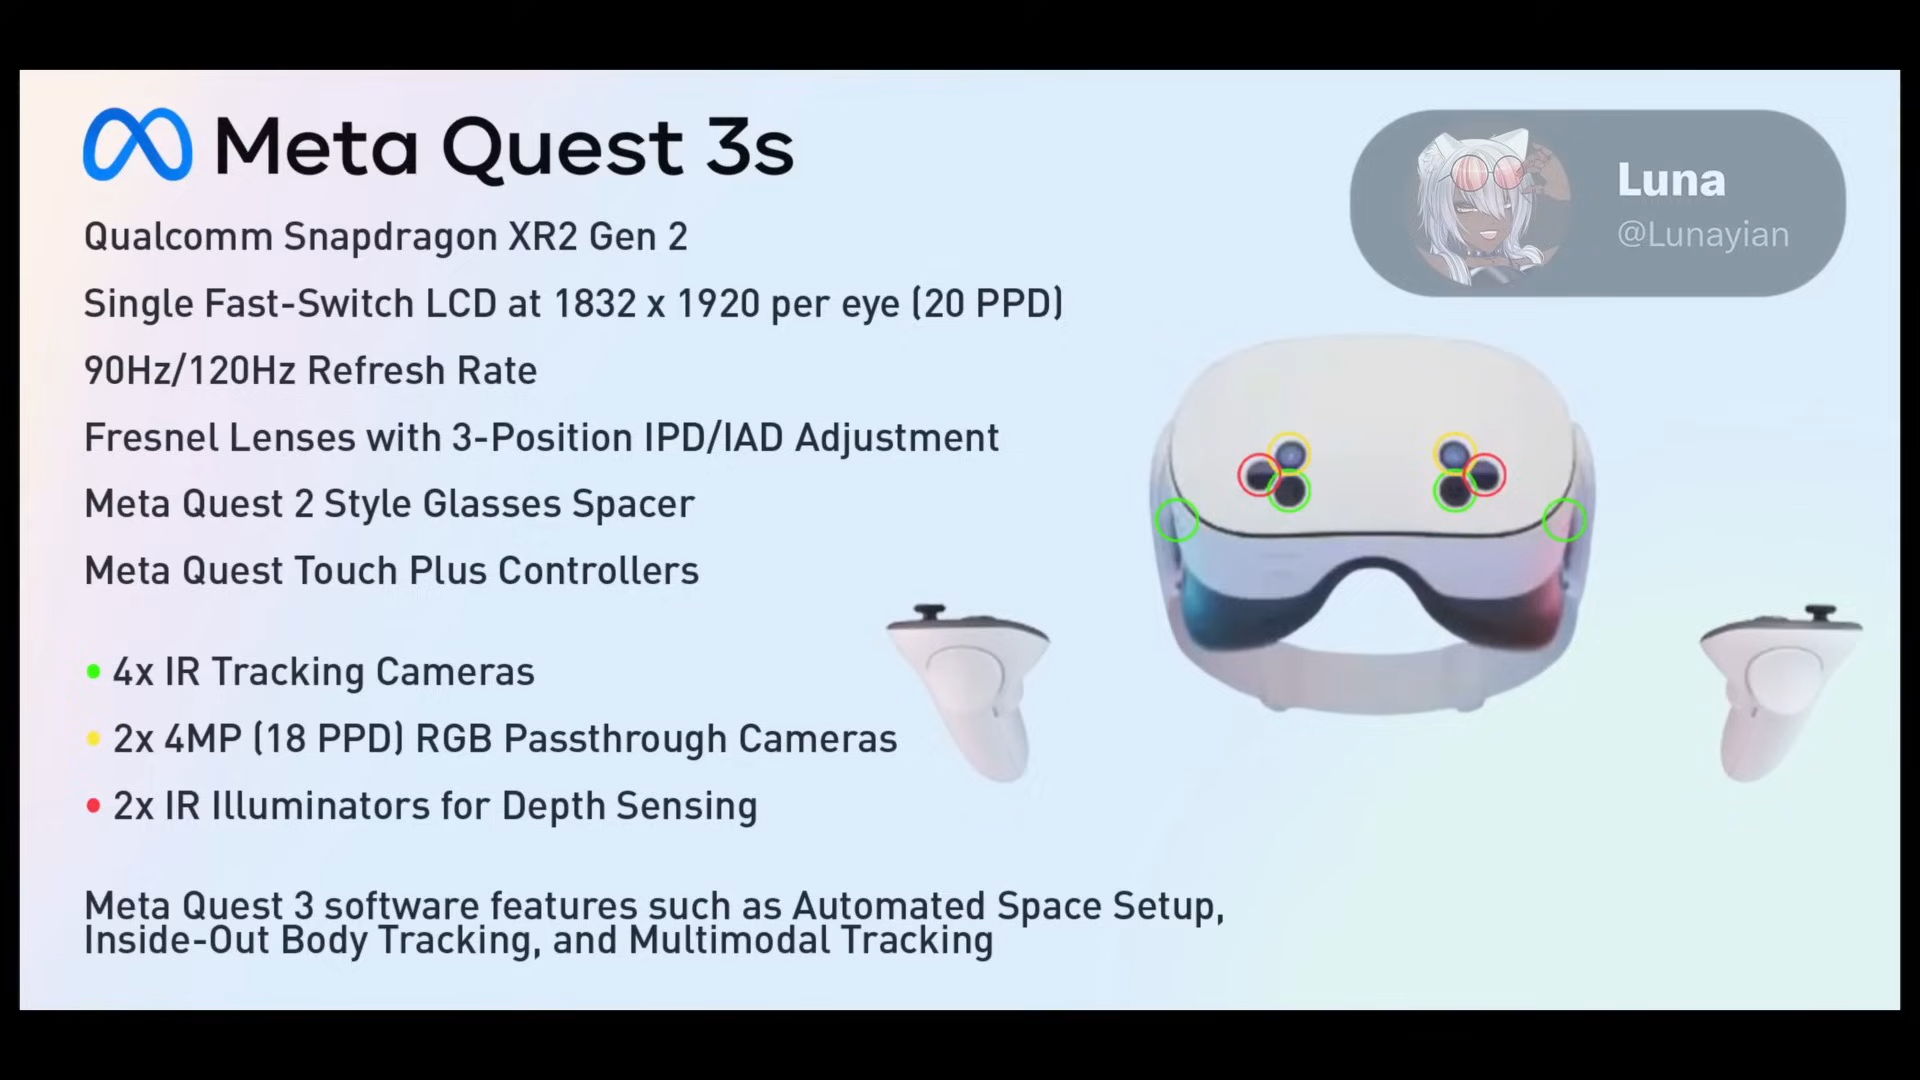 Meta Quest 3s
Luna
@Lunayian
Qualcomm Snapdragon XR2 Gen 2
Single Fast-Switch LCD at 1832 x 1920 per eye (20 PPD)
90Hz/120Hz Refresh Rate
Fresnel Lenses with 3-Position IPD/IAD Adjustment
Meta Quest 2 Style Glasses Spacer
Meta Quest Touch Plus Controllers
• 4x IR Tracking Cameras
• 2x 4MP (18 PPD) RGB Passthrough Cameras
• 2x IR Illuminators for Depth Sensing
Meta Quest 3 software features such as Automated Space Setup,
Inside-Out Body Tracking, and Multimodal Tracking